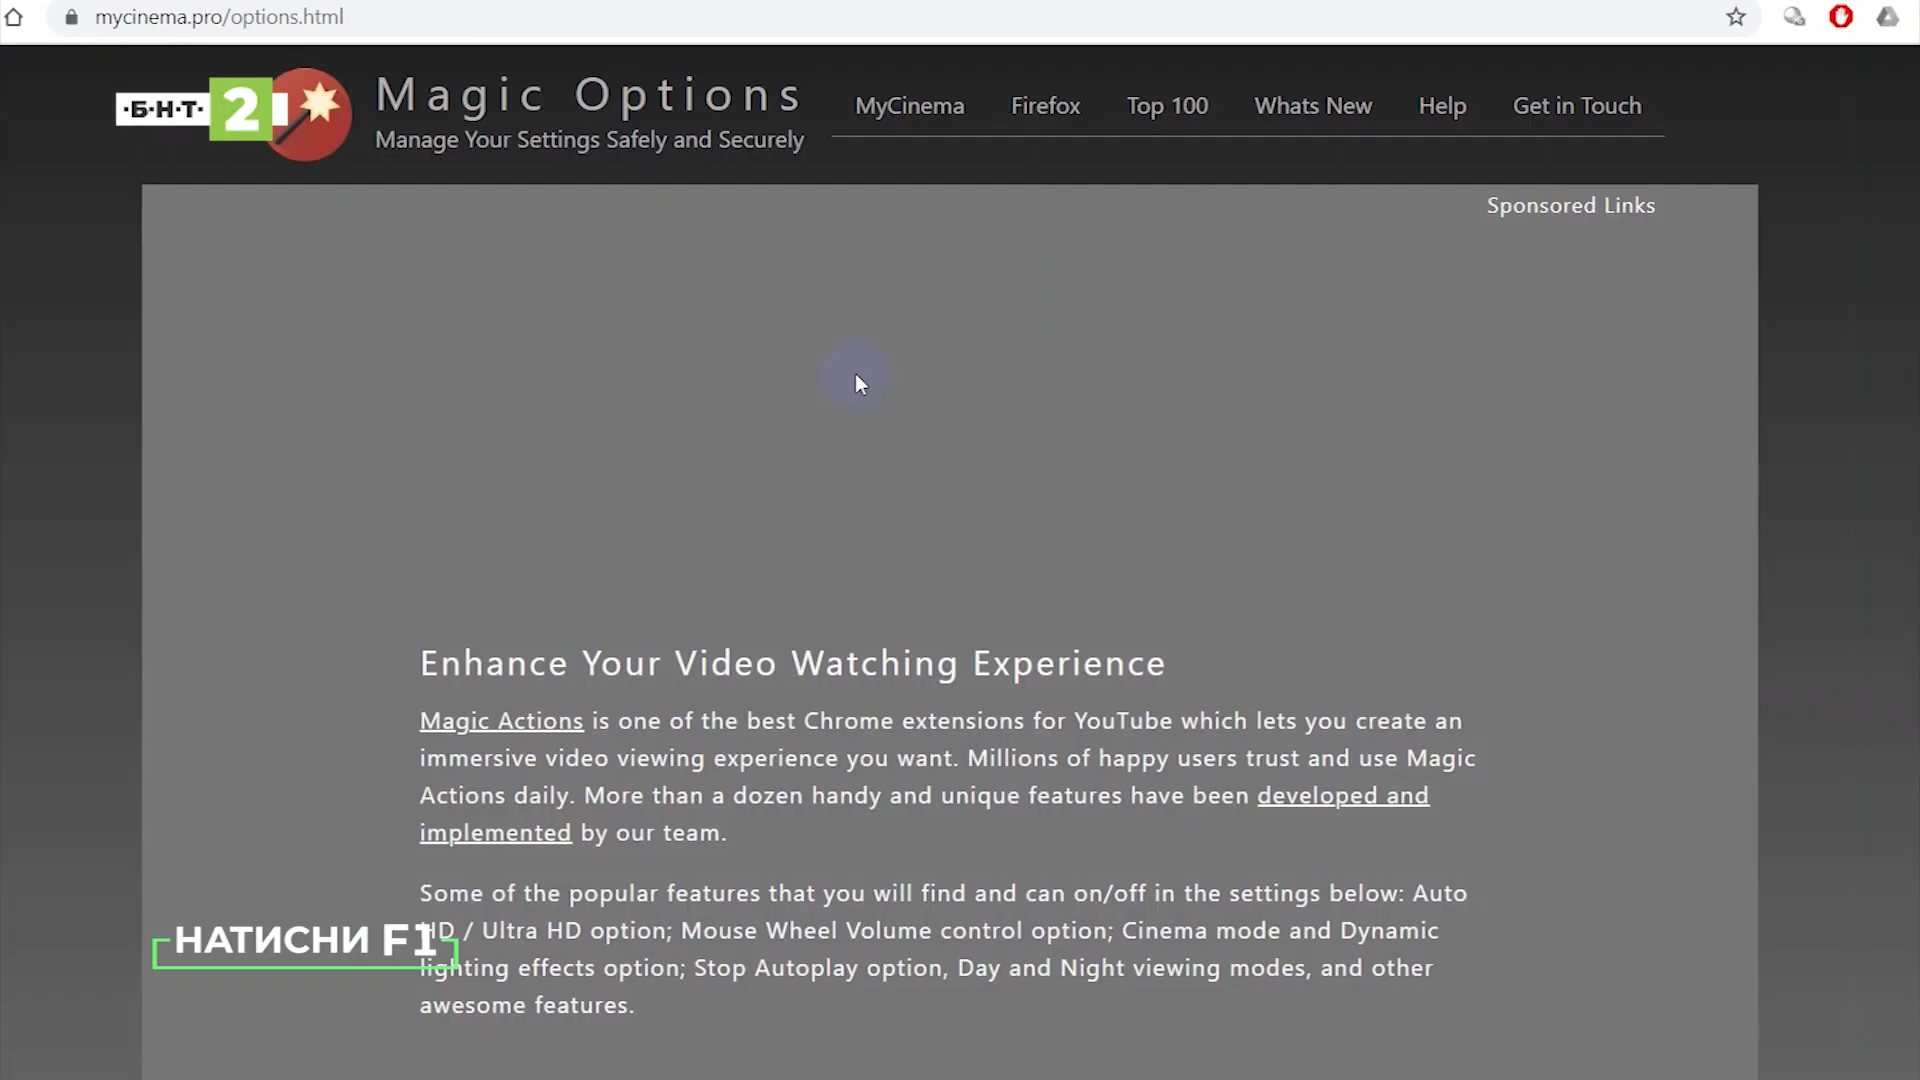 mycinema.pro/options.html
·Б·Н·Т· 2
Magic Options
Manage Your Settings Safely and Securely
MyCinema Firefox Top 100 Whats New Help Get in Touch
Sponsored Links
Enhance Your Video Watching Experience
Magic Actions is one of the best Chrome extensions for YouTube which lets you create an
immersive video viewing experience you want. Millions of happy users trust and use Magic
Actions daily. More than a dozen handy and unique features have been developed and
implemented by our team.
Some of the popular features that you will find and can on/off in the settings below: Auto
HD / Ultra HD option; Mouse Wheel Volume control option; Cinema mode and Dynamic
lighting effects option; Stop Autoplay option, Day and Night viewing modes, and other
awesome features.
НАТИСНИ F1